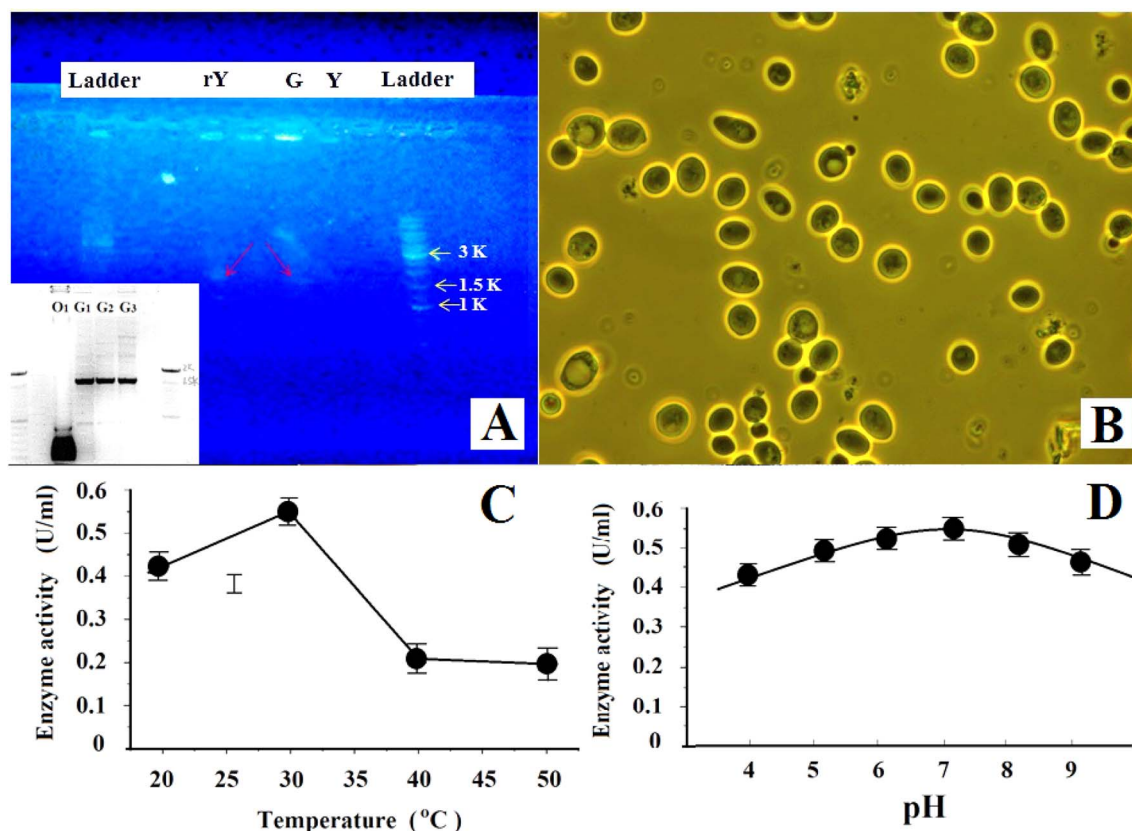 Ladder rY G Y Ladder
3 K
1.5 K
1 K
O1 G1 G2 G3
2K
1.5K
A
B
C
Enzyme activity (U/ml)
0.6
0.5
0.4
0.3
0.2
0.1
0
20 25 30 35 40 45 50
Temperature (°C)
D
Enzyme activity (U/ml)
0.6
0.5
0.4
0.3
0.2
0.1
0
4 5 6 7 8 9
pH